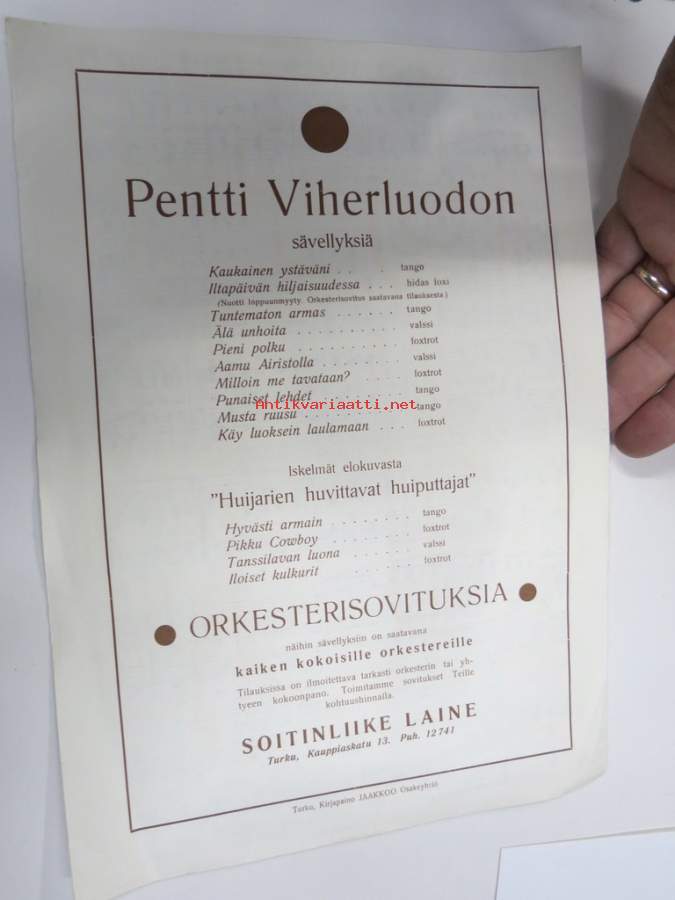 Pentti Viherluodon
sävellyksiä
Kaukainen ystäväni . . . tango
Iltapäivän hiljaisuudessa . . . hidas foxi
(Nuotti loppuunmyyty. Orkesterisovitus saatavana tilauksesta.)
Tuntematon armas . . . . . . tango
Älä unhoita . . . . . . . . . valssi
Pieni polku . . . . . . . . . foxtrot
Aamu Airistolla . . . . . . . valssi
Milloin me tavataan? . . . . foxtrot
Punaiset lehdet . . . . . . . tango
Antikvariaatti.net
Musta ruusu . . . . . . . . tango
Käy luoksein laulamaan . . . foxtrot
Iskelmät elokuvasta
"Huijarien huvittavat huiputtajat"
Hyvästi armain . . . . . . . . tango
Pikku Cowboy . . . . . . . . foxtrot
Tanssilavan luona . . . . . . valssi
Iloiset kulkurit . . . . . . . foxtrot
ORKESTERISOVITUKSIA
näihin sävellyksiin on saatavana
kaiken kokoisille orkestereille
Tilauksissa on ilmoitettava tarkasti orkesterin tai yh-
tyeen kokoonpano. Toimitamme sovitukset Teille
kohtuushinnalla.
SOITINLIIKE LAINE
Turku, Kauppiaskatu 13. Puh. 12741
Turku, Kirjapaino JAAKKOO Osakeyhtiö